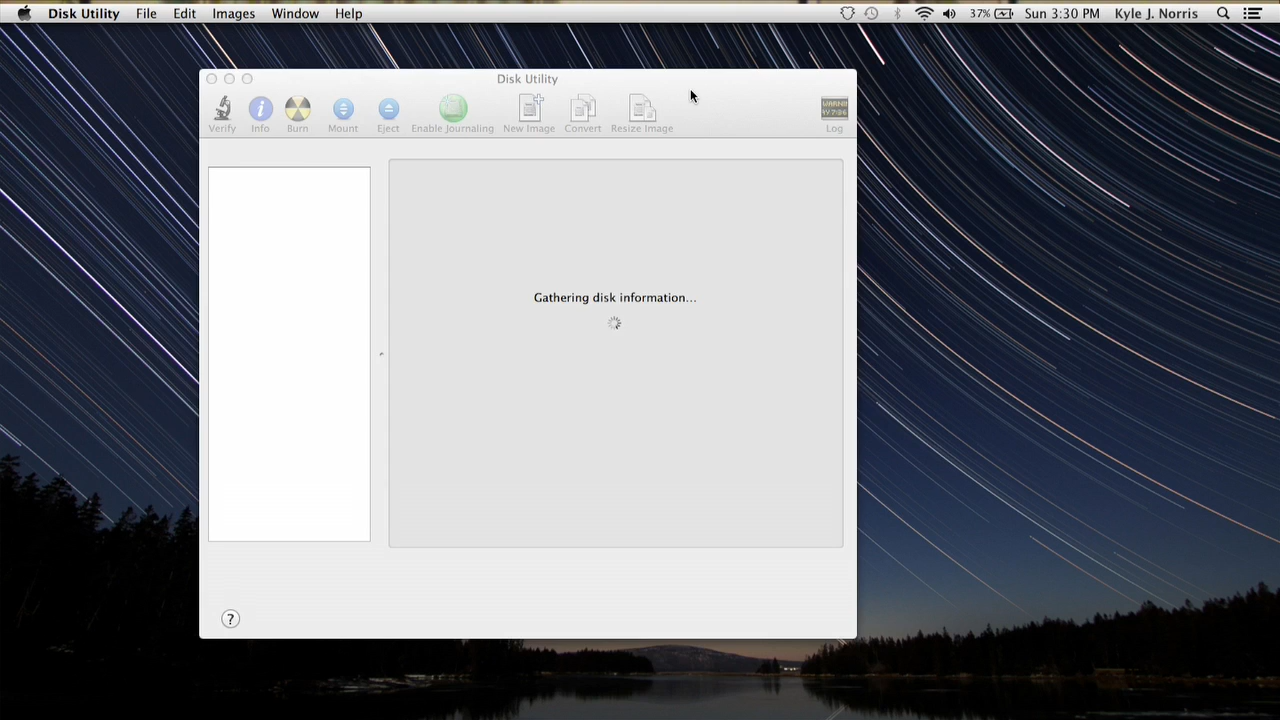 Disk Utility File Edit Images Window Help 37% Sun 3:30 PM Kyle J. Norris
Disk Utility
Verify Info Burn Mount Eject Enable Journaling New Image Convert Resize Image Log
Gathering disk information...
?